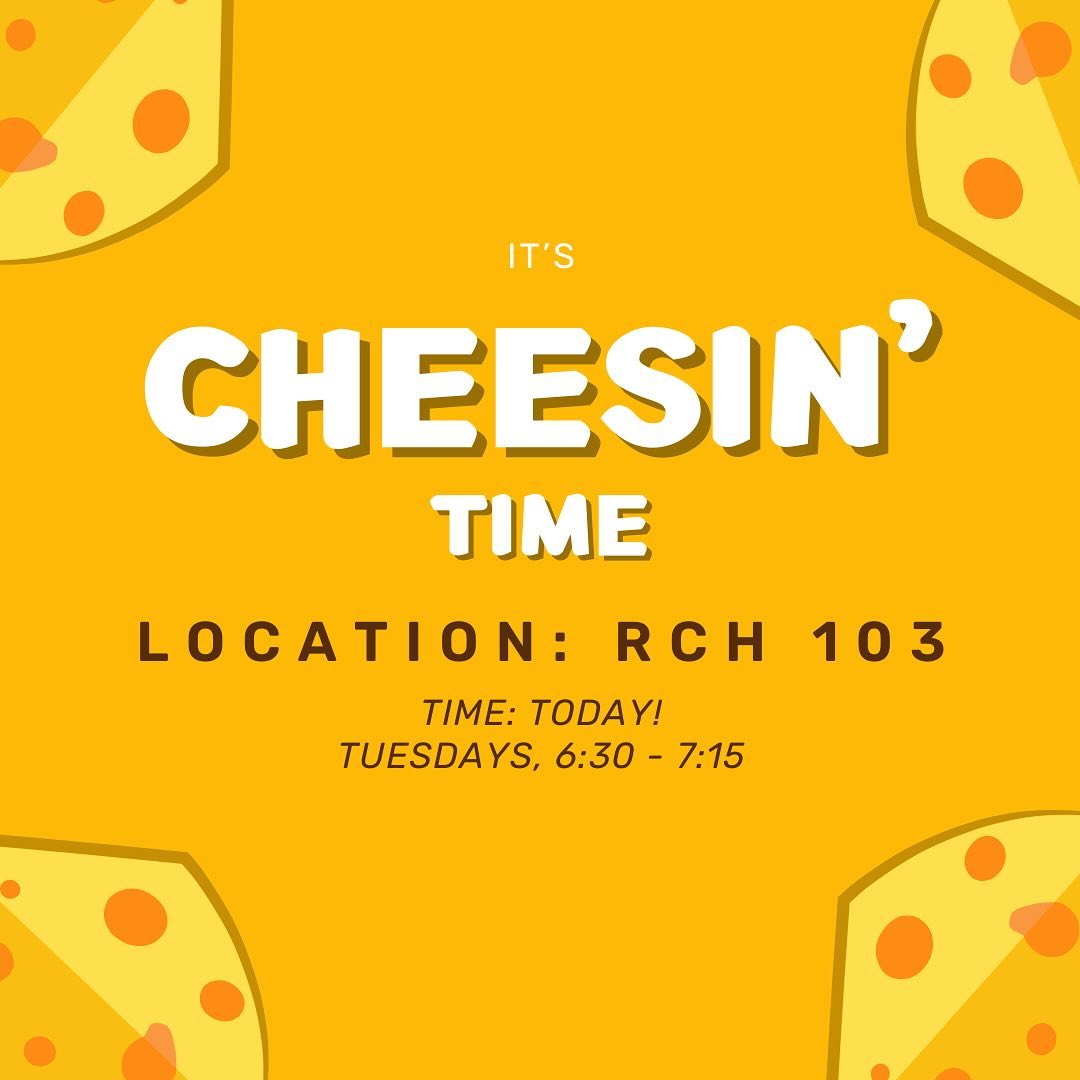 IT'S
CHEESIN'
TIME
LOCATION: RCH 103
TIME: TODAY!
TUESDAYS, 6:30 - 7:15